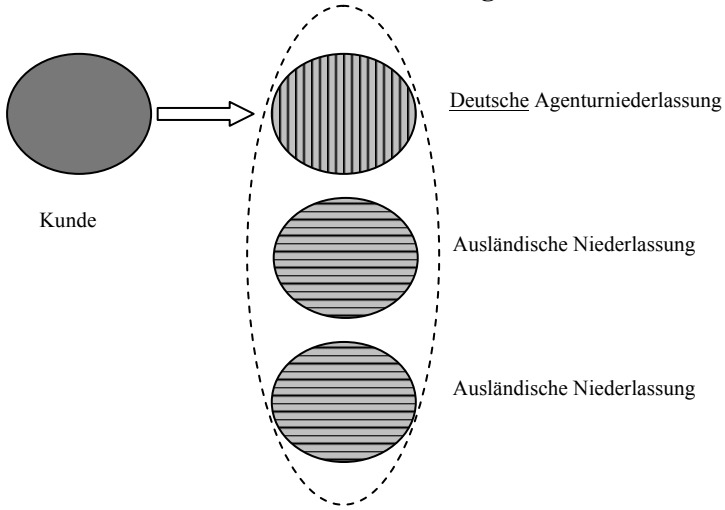 Deutsche Agenturniederlassung
Kunde
Ausländische Niederlassung
Ausländische Niederlassung